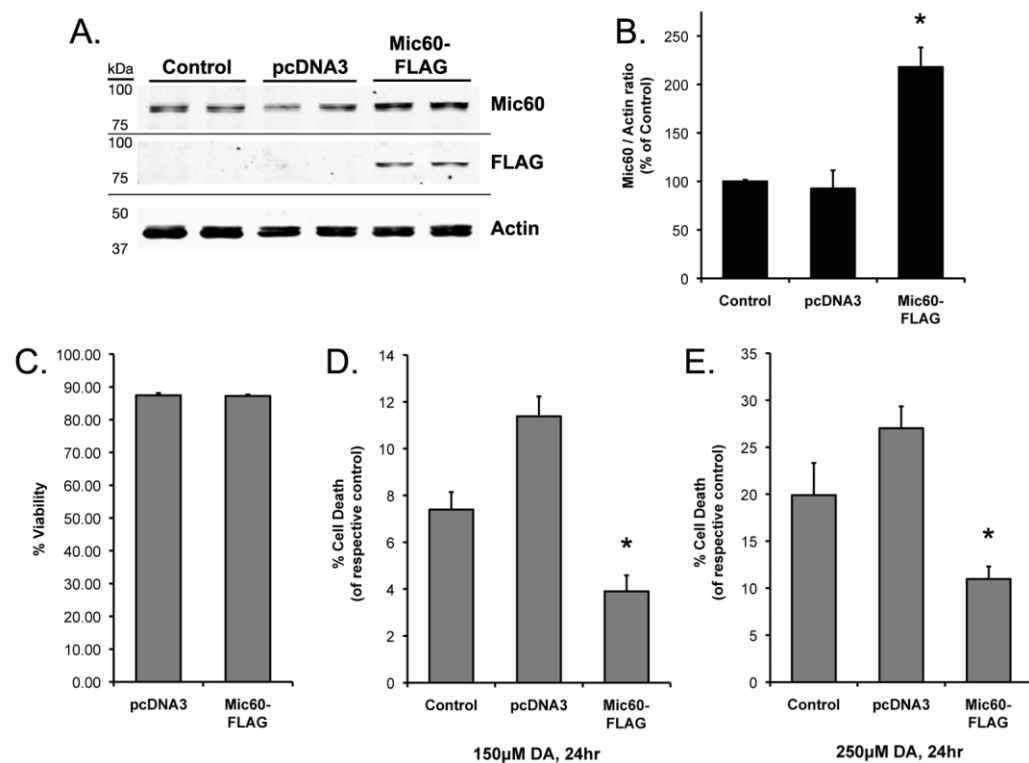 A.
Mic60-
FLAG
kDa
Control
pcDNA3
100
Mic60
75
100
FLAG
75
50
Actin
37
B.
Mic60 / Actin ratio
(% of Control)
250
200
150
100
50
0
*
Control
pcDNA3
Mic60-
FLAG
C.
% Viability
100.00
90.00
80.00
70.00
60.00
50.00
40.00
30.00
20.00
10.00
0.00
pcDNA3
Mic60-
FLAG
D.
% Cell Death
(of respective control)
14
12
10
8
6
4
2
0
*
Control
pcDNA3
Mic60-
FLAG
150µM DA, 24hr
E.
% Cell Death
(of respective control)
35
30
25
20
15
10
5
0
*
Control
pcDNA3
Mic60-
FLAG
250µM DA, 24hr